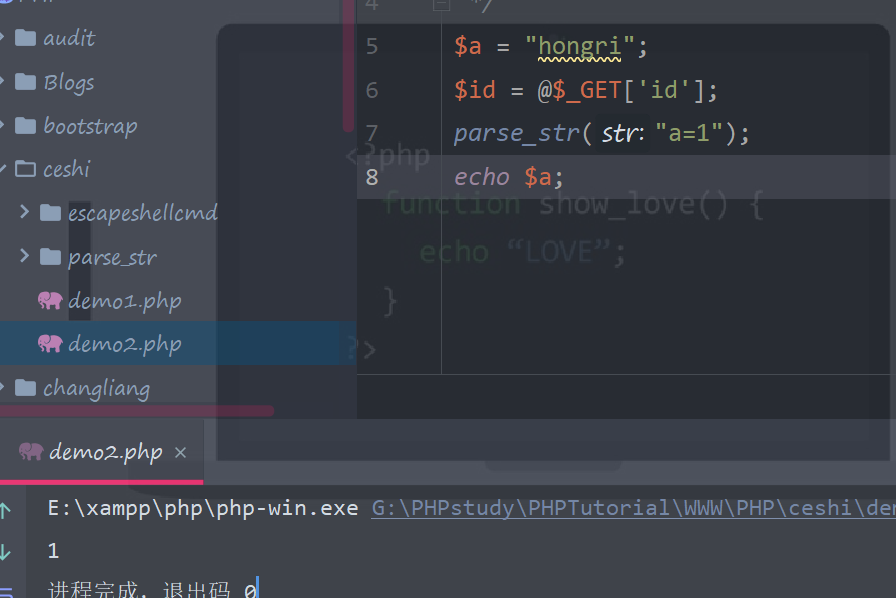 audit
Blogs
bootstrap
ceshi
escapeshellcmd
parse_str
demo1.php
demo2.php
changliang
4 */
5 $a = "hongri";
6 $id = @$_GET['id'];
7 parse_str( str: "a=1");
8 echo $a;
<?php
function show_love() {
echo “LOVE”;
}
?>
demo2.php ×
E:\xampp\php\php-win.exe G:\PHPstudy\PHPTutorial\WWW\PHP\ceshi\de
1
进程完成，退出码 0